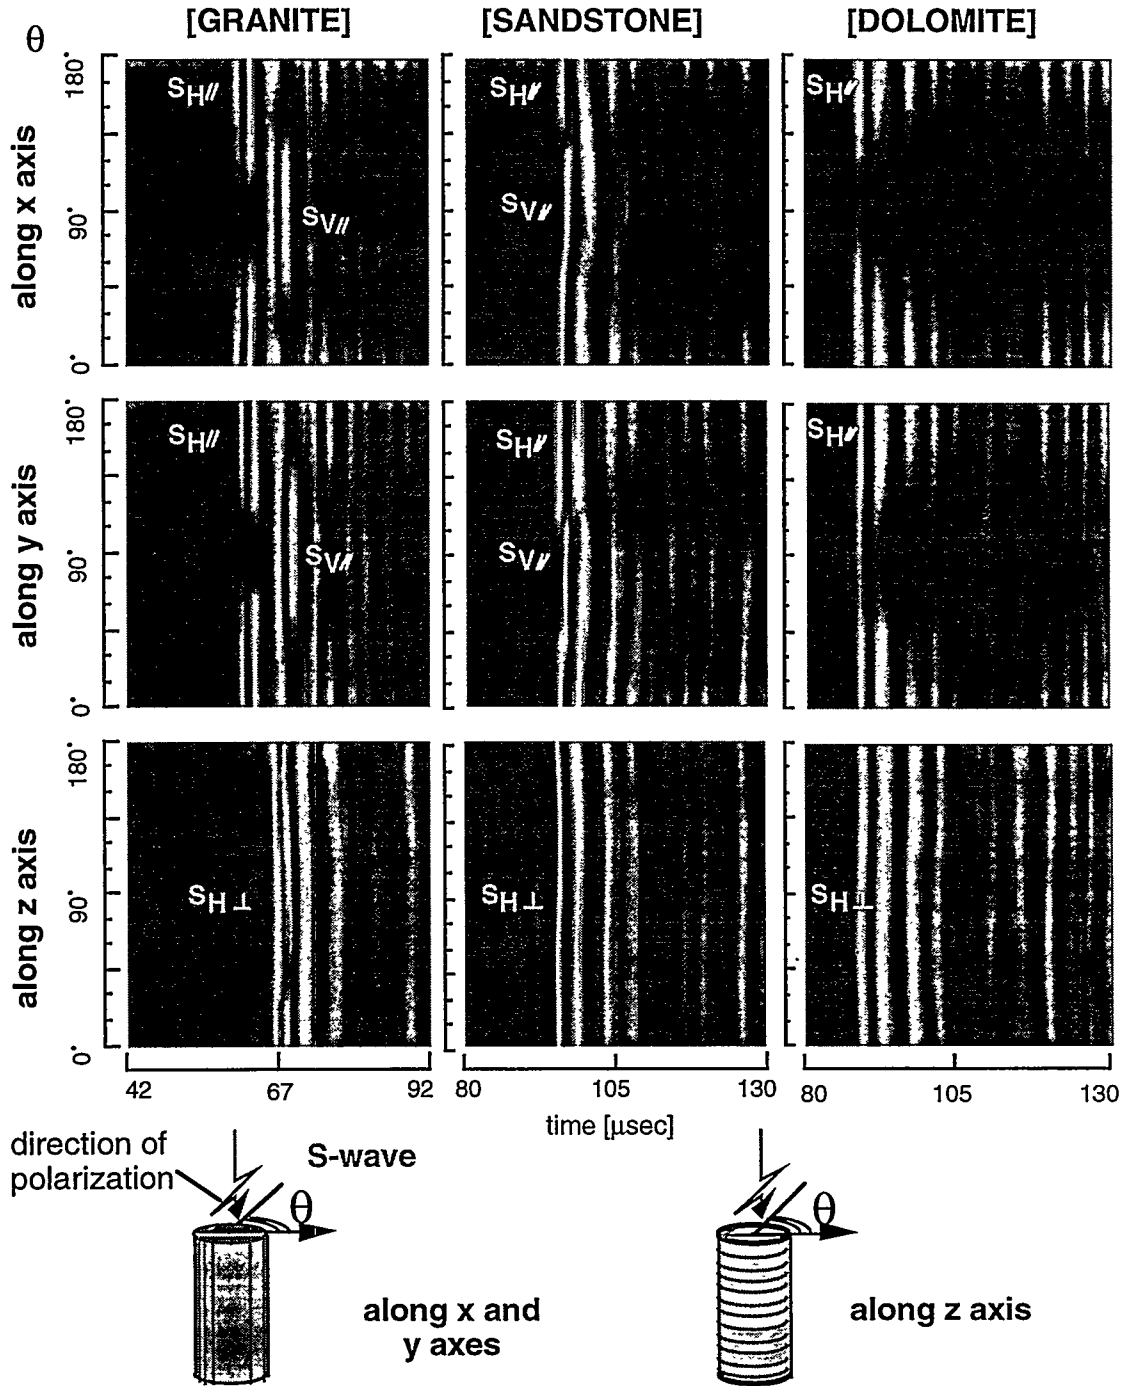 [GRANITE] [SANDSTONE] [DOLOMITE]
θ
along x axis
180°
90°
0°
SH//
SV//
SH//
SV//
SH//
along y axis
180°
90°
0°
SH//
SV//
SH//
SV//
SH//
along z axis
180°
90°
0°
SH⊥
SH⊥
SH⊥
42 67 92 80 105 130 80 105 130
time [μsec]
direction of
polarization
S-wave
θ
θ
along x and
y axes
along z axis